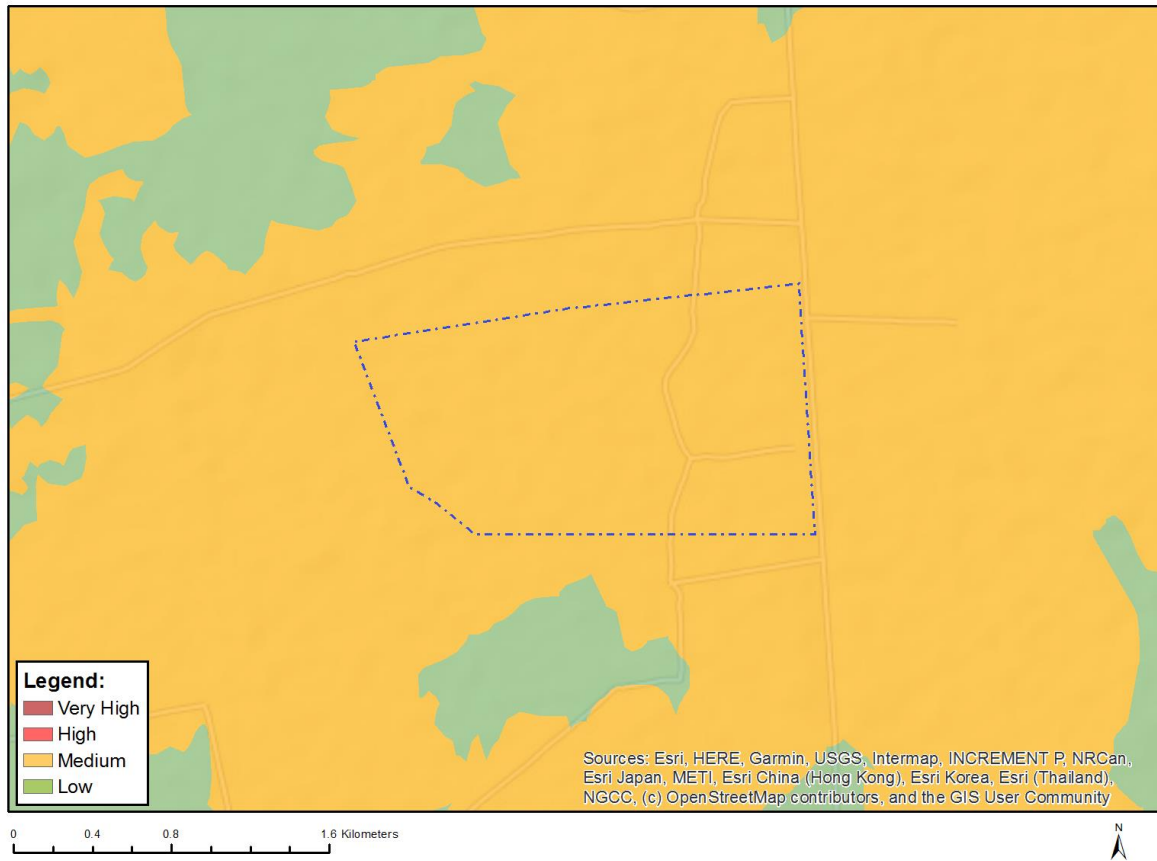 Legend:
Very High
High
Medium
Low
Sources: Esri, HERE, Garmin, USGS, Intermap, INCREMENT P, NRCan,
Esri Japan, METI, Esri China (Hong Kong), Esri Korea, Esri (Thailand),
NGCC, (c) OpenStreetMap contributors, and the GIS User Community
0 0.4 0.8 1.6 Kilometers
N